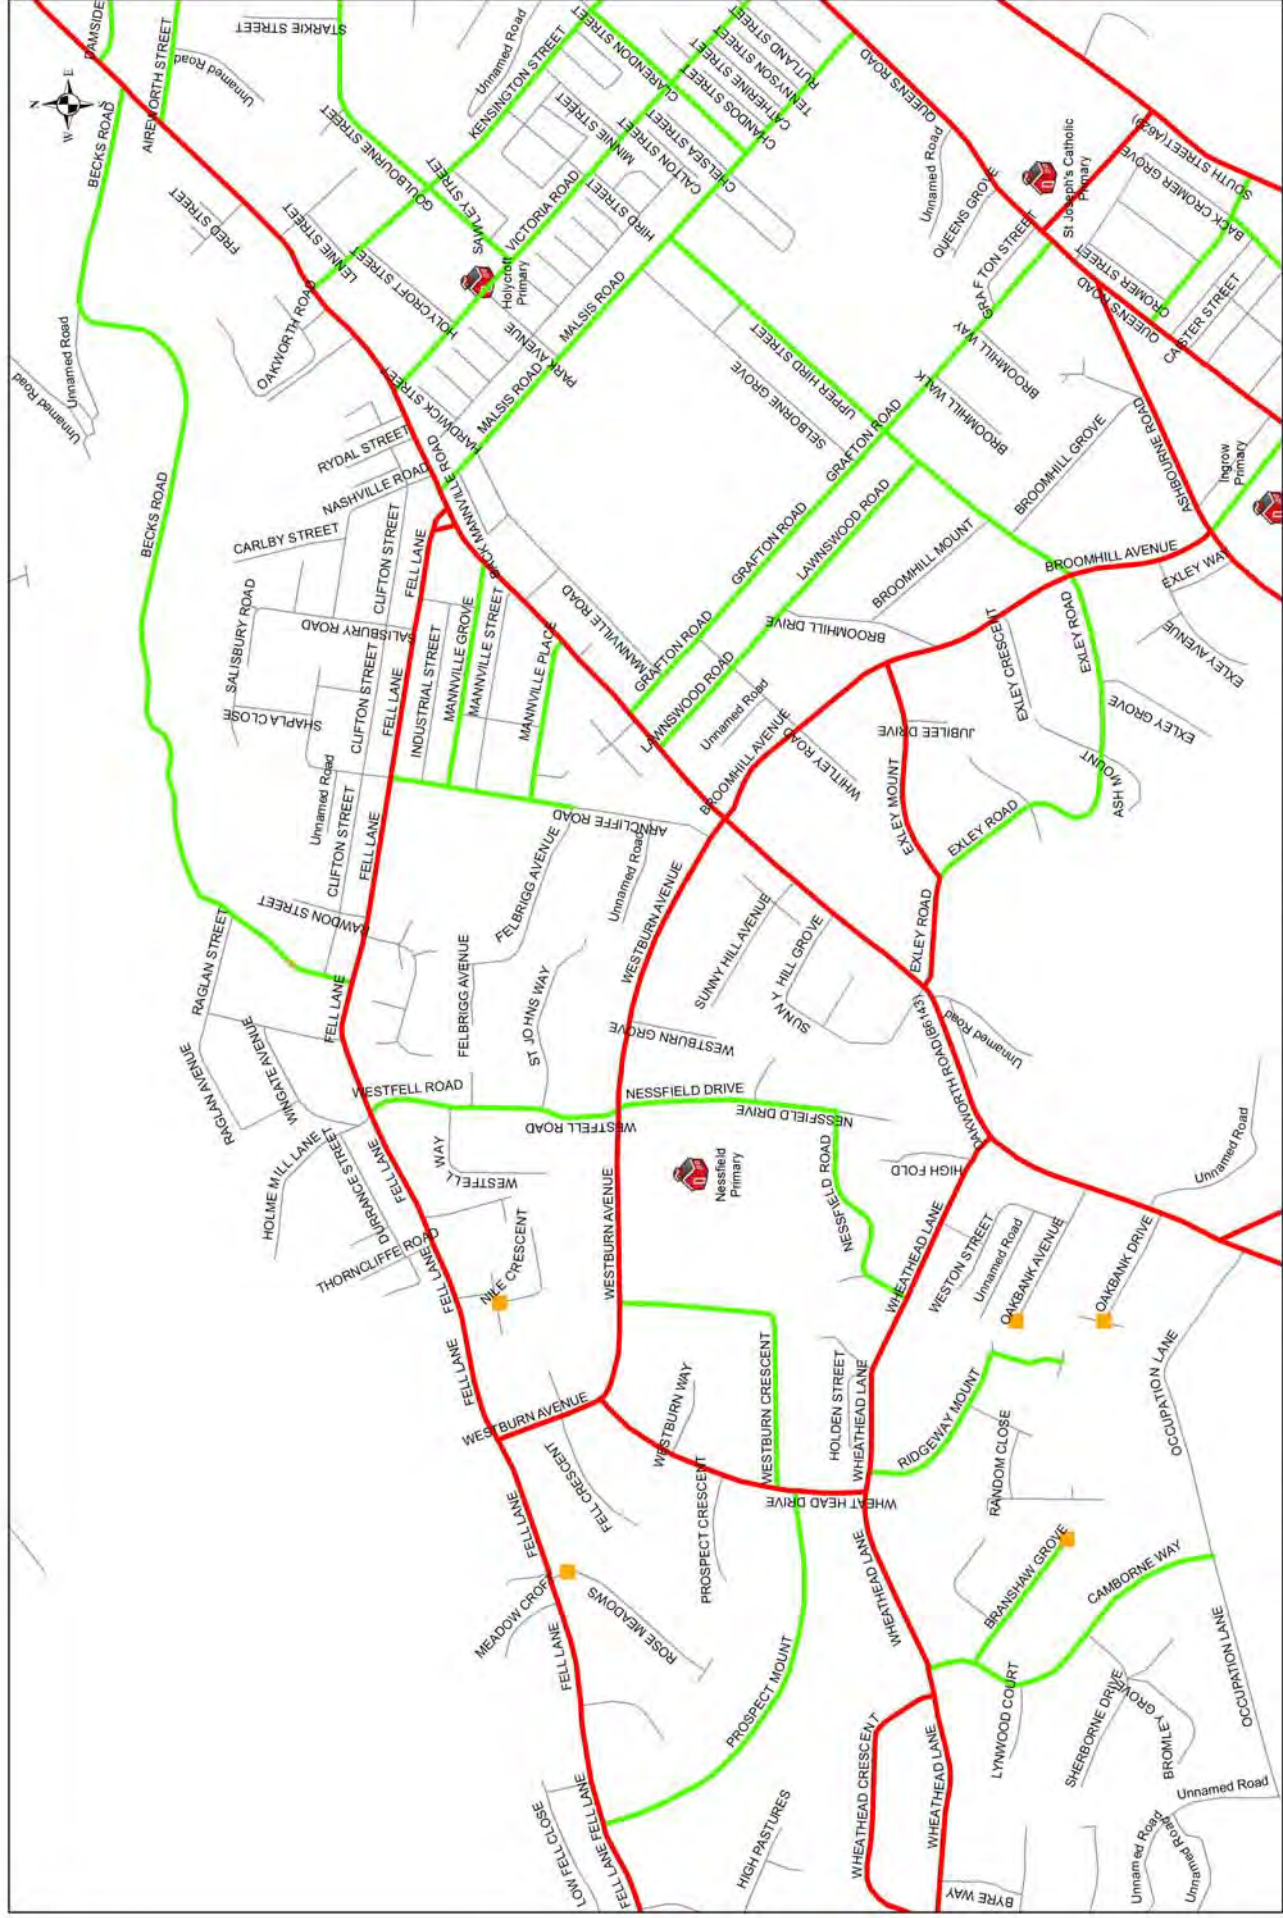 DAMSIDE
STARKIE STREET
AIREWORTH STREET
Unnamed Road
N
E
W
S
BECKS ROAD
CLARENDON STREET
KENSINGTON STREET
Unnamed Road
RUTLAND STREET
TENNYSON STREET
CATHERINE STREET
CHANDOS STREET
QUEEN'S ROAD
GOULBOURNE STREET
MINNIE STREET
CALTON STREET
CHELSEA STREET
FRED STREET
LENNIE STREET
SAWLEY STREET
VICTORIA ROAD
HIRD STREET
Unnamed Road
QUEENS GROVE
St Joseph's Catholic
Primary
SOUTH STREET(A629)
BACK CROMER GROVE
CROMER STREET
CAISTER STREET
QUEEN'S ROAD
GRAFTON STREET
HOLYCROFT STREET
Holycroft
Primary
OAKWORTH ROAD
PARK AVENUE
MALSIS ROAD
MALSIS ROAD
Unnamed Road
Unnamed Road
HARDWICK STREET
RYDAL STREET
NASHVILLE ROAD
BACK MANNVILLE ROAD
SELBORNE GROVE
UPPER HIRD STREET
BROOMHILL WAY
BROOMHILL WALK
BROOMHILL
BROOMHILL
GRAFTON ROAD
GRAFTON ROAD
GRAFTON ROAD
LAWNSWOOD ROAD
LAWNSWOOD ROAD
BROOMHILL GROVE
BROOMHILL MOUNT
ASHBOURNE ROAD
Ingrow
Primary
BECKS ROAD
CARLBY STREET
CLIFTON STREET
FELL LANE
SALISBURY ROAD
SALISBURY ROAD
CLIFTON STREET
FELL LANE
INDUSTRIAL STREET
MANNVILLE GROVE
MANNVILLE STREET
MANNVILLE PLACE
MANNVILLE ROAD
BROOMHILL DRIVE
BROOMHILL AVENUE
EXLEY WAY
EXLEY AVENUE
EXLEY CRESCENT
EXLEY ROAD
EXLEY GROVE
SHAPLA CLOSE
Unnamed Road
CLIFTON STREET
FELL LANE
ARNCLIFFE ROAD
Unnamed Road
BROOMHILL AVENUE
WHITLEY ROAD
JUBILEE DRIVE
EXLEY MOUNT
EXLEY ROAD
ASH MOUNT
RAWDON STREET
FELBRIGG AVENUE
Unnamed Road
WESTBURN AVENUE
SUNNY HILL AVENUE
SUNNY HILL GROVE
EXLEY ROAD
RAGLAN STREET
FELL LANE
FELBRIGG AVENUE
ST JOHNS WAY
WESTBURN GROVE
OAKWORTH ROAD(B6143)
Unnamed Road
RAGLAN AVENUE
WINGATE AVENUE
WESTFELL ROAD
NESSFIELD DRIVE
NESSFIELD DRIVE
WESTFELL ROAD
HOLME MILL LANE
DURRANCE STREET
FELL LANE
WESTFELL
WAY
Nessfield
Primary
NESSFIELD ROAD
HIGH FOLD
Unnamed Road
THORNCLIFFE ROAD
FELL LANE
NILE CRESCENT
WESTBURN AVENUE
WHEATHEAD LANE
WESTON STREET
Unnamed Road
OAKBANK AVENUE
OAKBANK DRIVE
FELL LANE
WESTBURN AVENUE
WESTBURN WAY
WESTBURN CRESCENT
HOLDEN STREET
WHEATHEAD LANE
RIDGEWAY MOUNT
RANDOM CLOSE
OCCUPATION LANE
FELL LANE
FELL CRESCENT
PROSPECT CRESCENT
WHEAT HEAD DRIVE
WHEATHEAD LANE
BRANSHAW GROVE
CAMBORNE WAY
MEADOW CROFT
ROSE MEADOWS
FELL LANE
PROSPECT MOUNT
LYNWOOD COURT
SHERBORNE DRIVE
BROMLEY GROVE
OCCUPATION LANE
WHEATHEAD CRESCENT
WHEATHEAD LANE
LOW FELL CLOSE
FELL LANE
FELL LANE
HIGH PASTURES
BYRE WAY
Unnamed Road
Unnamed Road
Unnamed Road
Unnamed Road